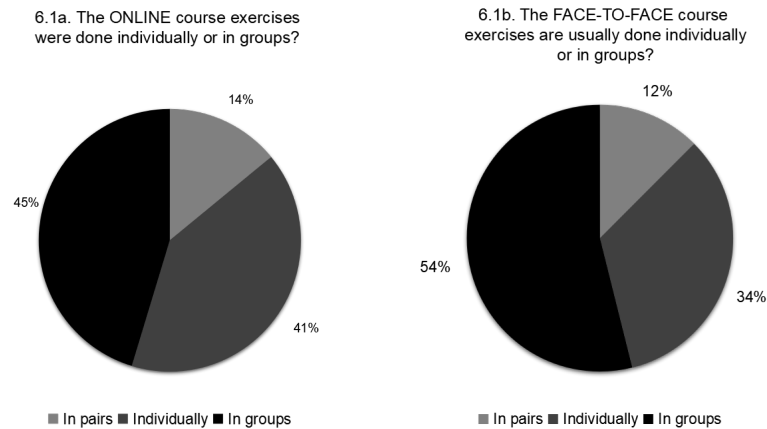 6.1a. The ONLINE course exercises
were done individually or in groups?
14%
45%
41%
In pairs Individually In groups
6.1b. The FACE-TO-FACE course
exercises are usually done individually
or in groups?
12%
54%
34%
In pairs Individually In groups